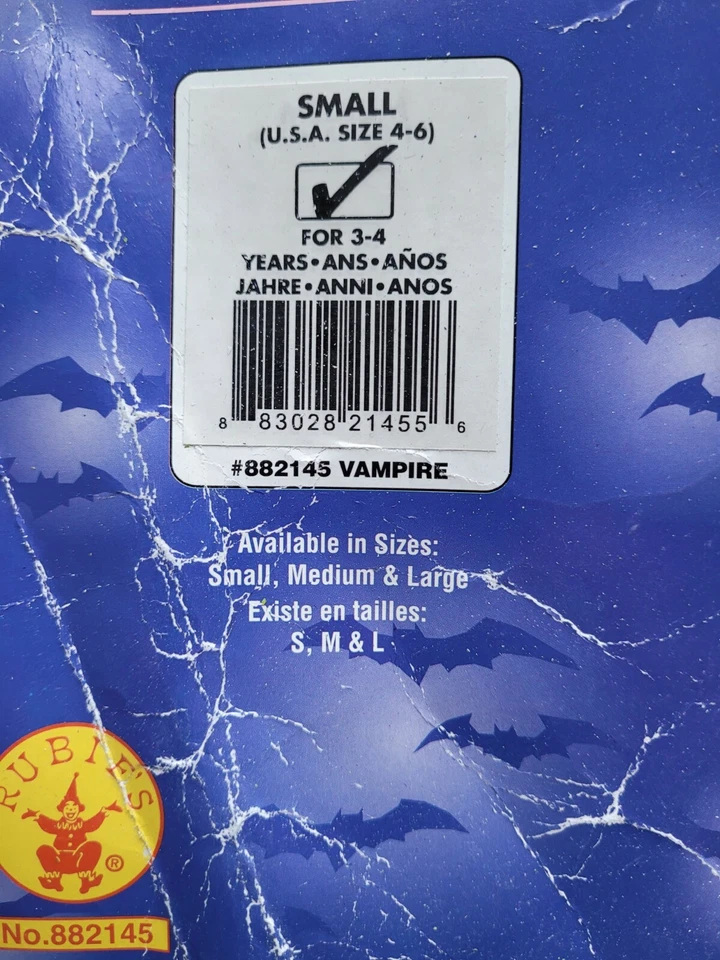 SMALL
(U.S.A. SIZE 4-6)
FOR 3-4
YEARS•ANS•AÑOS
JAHRE•ANNI•ANOS
8 83028 21455 6
#882145 VAMPIRE
Available in Sizes:
Small, Medium & Large
Existe en tailles:
S, M & L
RUBIE'S
®
No.882145